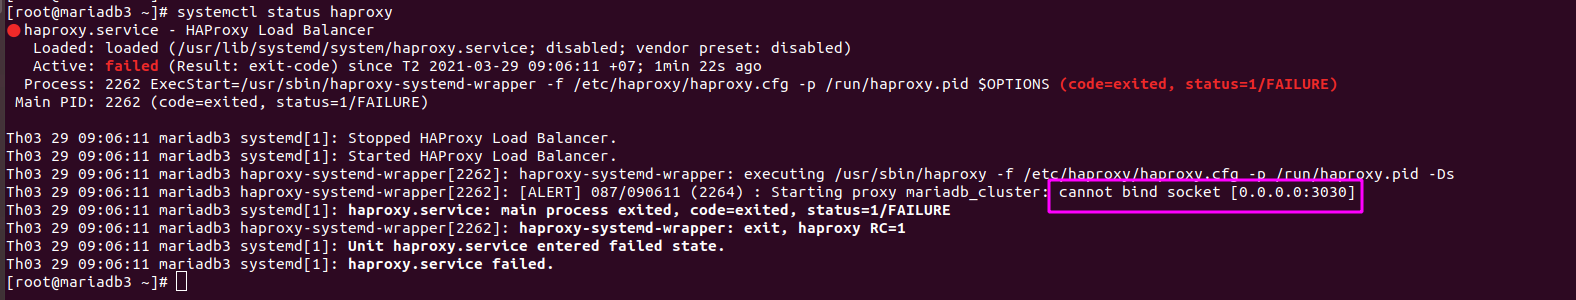 [root@mariadb3 ~]# systemctl status haproxy
haproxy.service - HAProxy Load Balancer
Loaded: loaded (/usr/lib/systemd/system/haproxy.service; disabled; vendor preset: disabled)
Active: failed (Result: exit-code) since T2 2021-03-29 09:06:11 +07; 1min 22s ago
Process: 2262 ExecStart=/usr/sbin/haproxy-systemd-wrapper -f /etc/haproxy/haproxy.cfg -p /run/haproxy.pid $OPTIONS (code=exited, status=1/FAILURE)
Main PID: 2262 (code=exited, status=1/FAILURE)
Th03 29 09:06:11 mariadb3 systemd[1]: Stopped HAProxy Load Balancer.
Th03 29 09:06:11 mariadb3 systemd[1]: Started HAProxy Load Balancer.
Th03 29 09:06:11 mariadb3 haproxy-systemd-wrapper[2262]: haproxy-systemd-wrapper: executing /usr/sbin/haproxy -f /etc/haproxy/haproxy.cfg -p /run/haproxy.pid -Ds
Th03 29 09:06:11 mariadb3 haproxy-systemd-wrapper[2262]: [ALERT] 087/090611 (2264) : Starting proxy mariadb_cluster: cannot bind socket [0.0.0.0:3030]
Th03 29 09:06:11 mariadb3 systemd[1]: haproxy.service: main process exited, code=exited, status=1/FAILURE
Th03 29 09:06:11 mariadb3 haproxy-systemd-wrapper[2262]: haproxy-systemd-wrapper: exit, haproxy RC=1
Th03 29 09:06:11 mariadb3 systemd[1]: Unit haproxy.service entered failed state.
Th03 29 09:06:11 mariadb3 systemd[1]: haproxy.service failed.
[root@mariadb3 ~]#